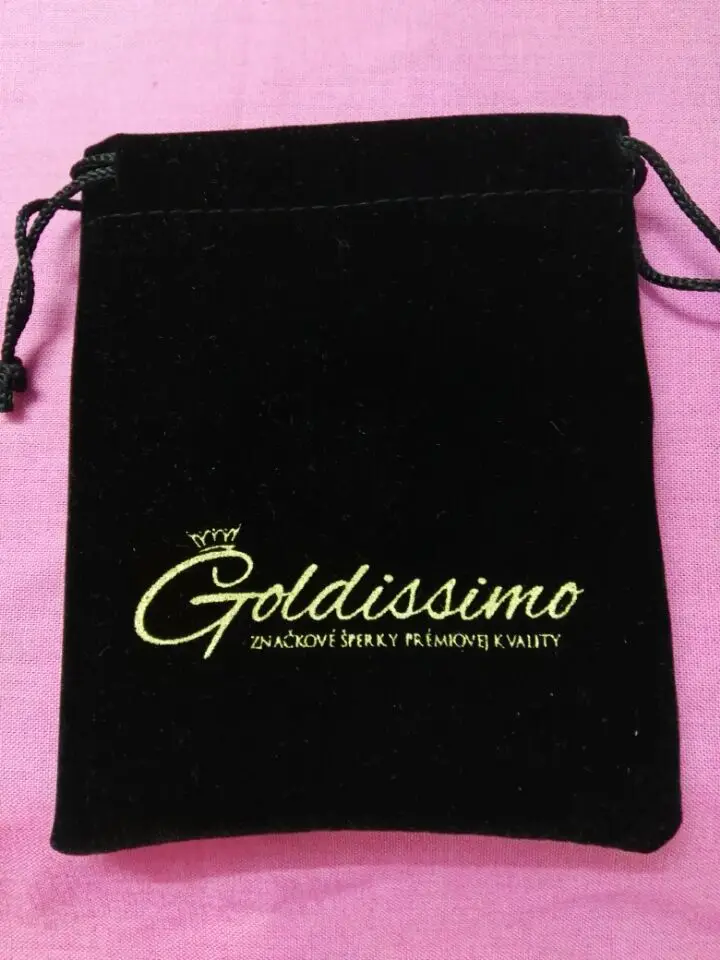 Goldissimo
ZNAČKOVÉ ŠPERKY PRÉMIOVEJ KVALITY